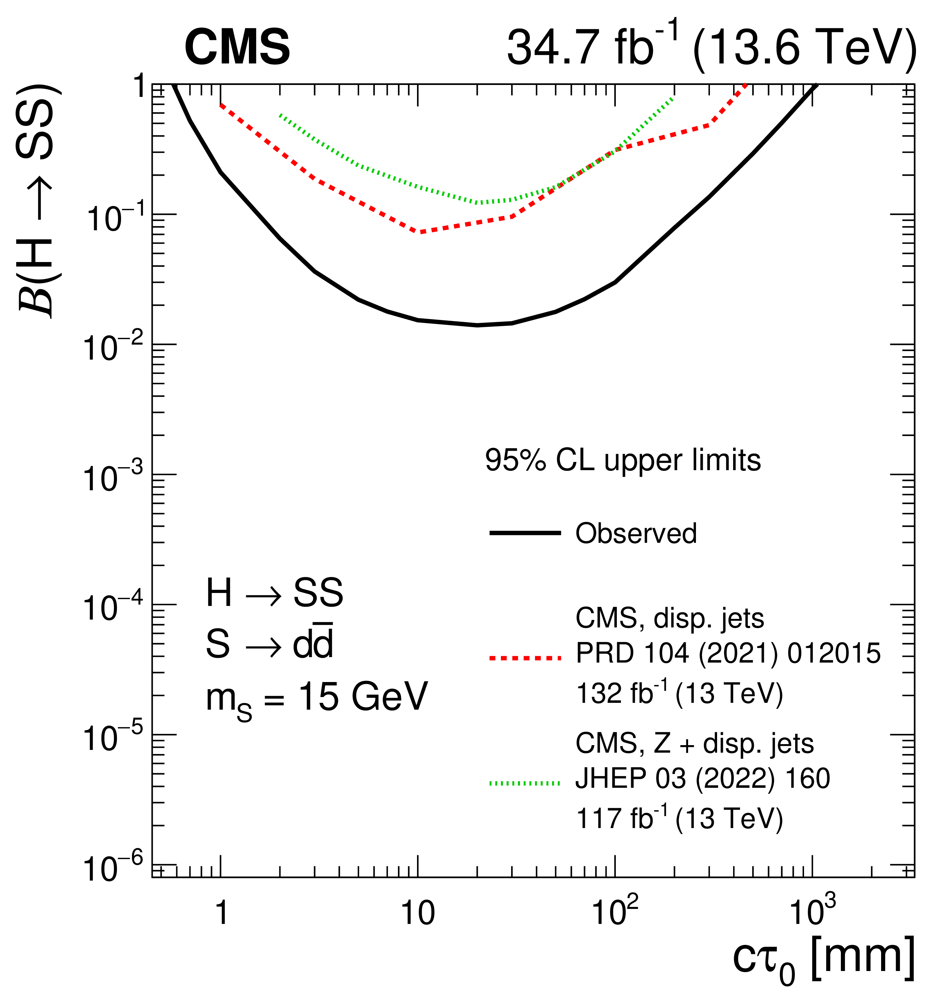 CMS 34.7 fb⁻¹ (13.6 TeV)
B(H → SS)
1
10⁻¹
10⁻²
10⁻³
10⁻⁴
10⁻⁵
10⁻⁶
95% CL upper limits
Observed
H → SS
S → dd̅
m_S = 15 GeV
CMS, disp. jets
PRD 104 (2021) 012015
132 fb⁻¹ (13 TeV)
CMS, Z + disp. jets
JHEP 03 (2022) 160
117 fb⁻¹ (13 TeV)
1 10 10² 10³
cτ₀ [mm]